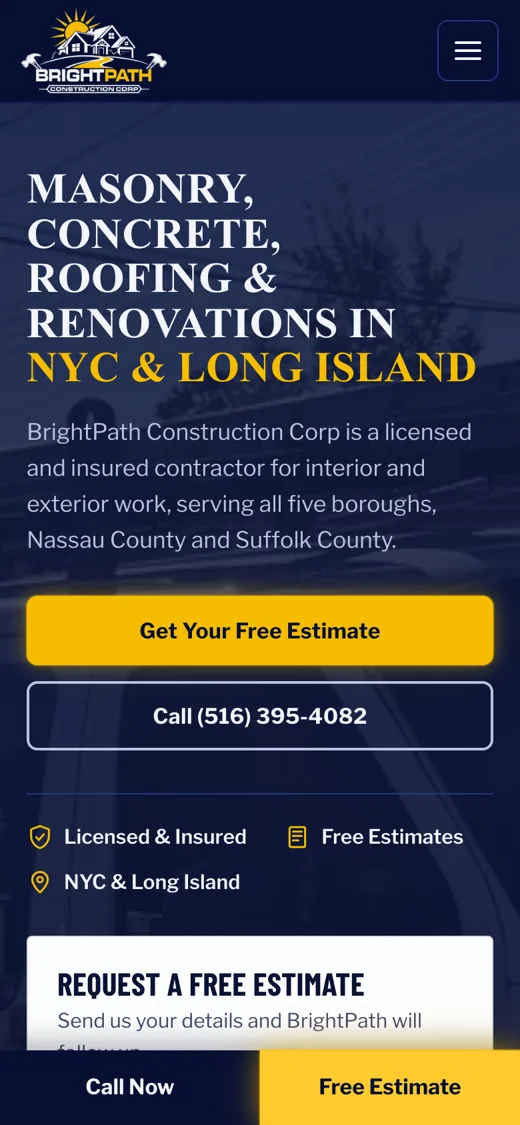 BRIGHTPATH
CONSTRUCTION CORP
MASONRY,
CONCRETE,
ROOFING &
RENOVATIONS IN
NYC & LONG ISLAND
BrightPath Construction Corp is a licensed
and insured contractor for interior and
exterior work, serving all five boroughs,
Nassau County and Suffolk County.
Get Your Free Estimate
Call (516) 395-4082
Licensed & Insured
Free Estimates
NYC & Long Island
REQUEST A FREE ESTIMATE
Send us your details and BrightPath will
follow up
Call Now
Free Estimate